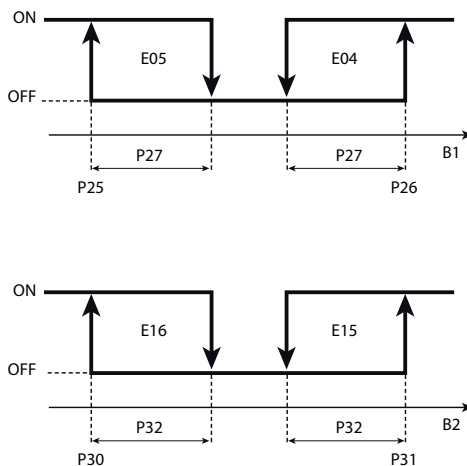 ON
E05 E04
OFF
P27 P27 B1
P25 P26
ON
E16 E15
OFF
P32 P32 B2
P30 P31